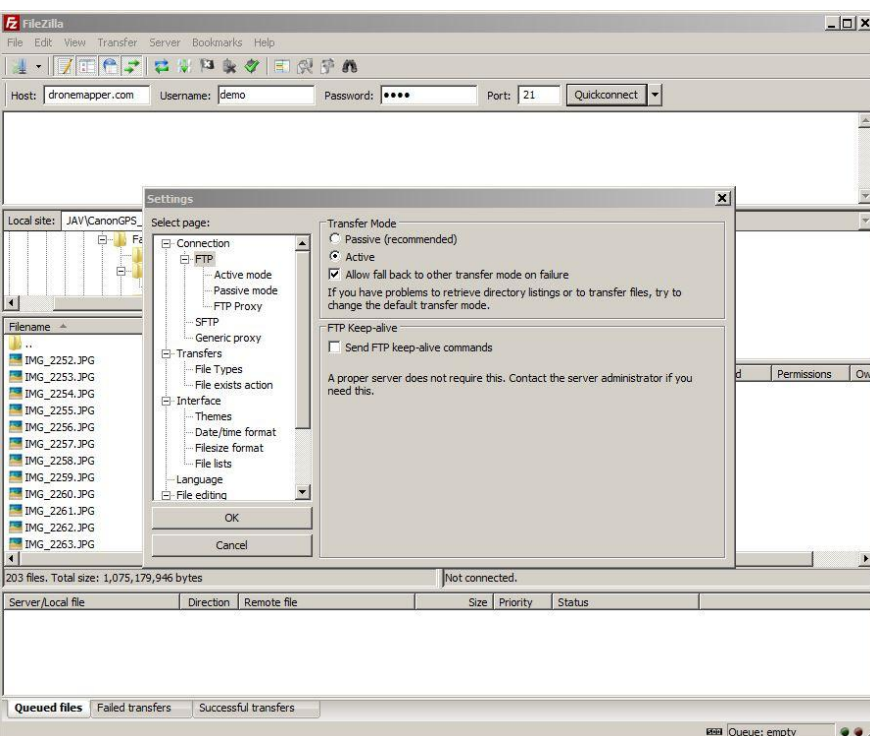 FileZilla
File Edit View Transfer Server Bookmarks Help
Host: dronemapper.com Username: demo Password: •••• Port: 21 Quickconnect
Settings
Local site: JAV\CanonGPS_
Select page:
Connection
FTP
Active mode
Passive mode
FTP Proxy
SFTP
Generic proxy
Transfers
File Types
File exists action
Interface
Themes
Date/time format
Filesize format
File lists
Language
File editing
OK
Cancel
Transfer Mode
Passive (recommended)
Active
Allow fall back to other transfer mode on failure
If you have problems to retrieve directory listings or to transfer files, try to
change the default transfer mode.
FTP Keep-alive
Send FTP keep-alive commands
A proper server does not require this. Contact the server administrator if you
need this.
Filename
..
IMG_2252.JPG
IMG_2253.JPG
IMG_2254.JPG
IMG_2255.JPG
IMG_2256.JPG
IMG_2257.JPG
IMG_2258.JPG
IMG_2259.JPG
IMG_2260.JPG
IMG_2261.JPG
IMG_2262.JPG
IMG_2263.JPG
Permissions
203 files. Total size: 1,075,179,946 bytes
Not connected.
Server/Local file Direction Remote file Size Priority Status
Queued files Failed transfers Successful transfers
Queue: empty